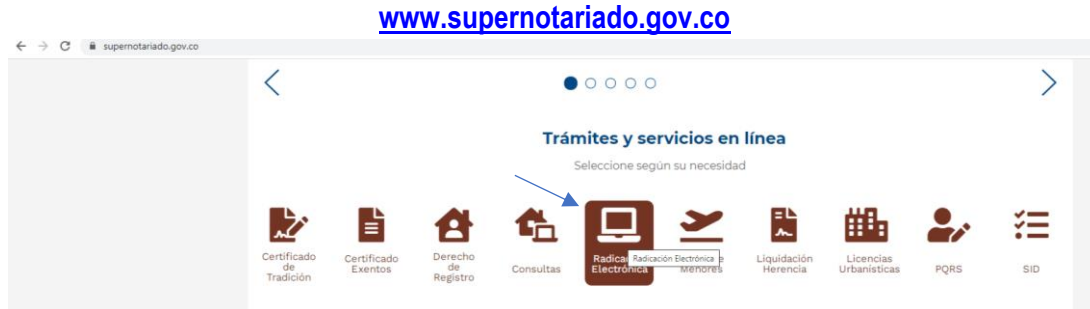 www.supernotariado.gov.co
supernotariado.gov.co
Trámites y servicios en línea
Seleccione según su necesidad
Certificado
de
Tradición
Certificado
Exentos
Derecho
de
Registro
Consultas
Electrónica
Radicación Electrónica
Menores
Liquidación
Herencia
Licencias
Urbanísticas
PQRS
SID